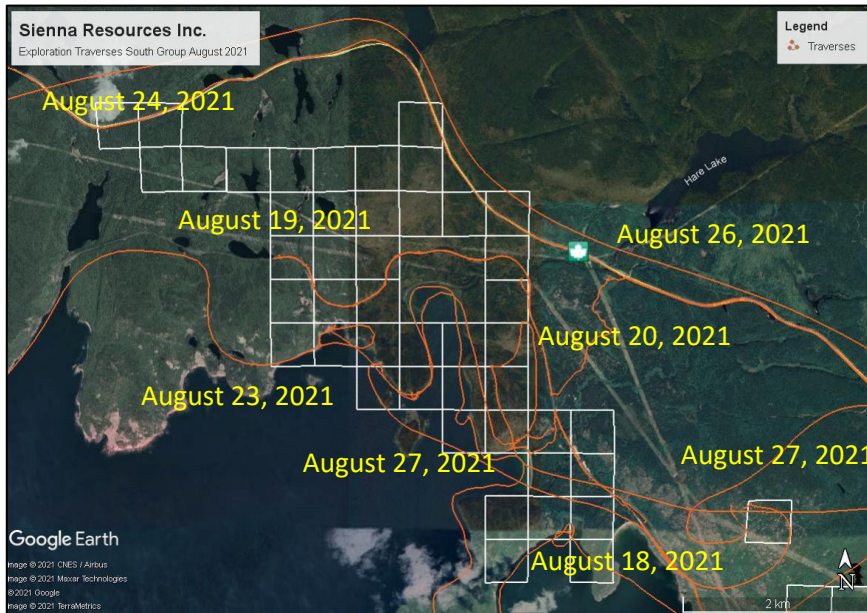 Sienna Resources Inc.
Exploration Traverses South Group August 2021
Legend
Traverses
August 24, 2021
Hare Lake
August 19, 2021
August 26, 2021
August 20, 2021
August 23, 2021
August 27, 2021
August 27, 2021
August 18, 2021
Google Earth
Image © 2021 CNES / Airbus
Image © 2021 Maxar Technologies
© 2021 Google
Image © 2021 TerraMetrics
N
2 km